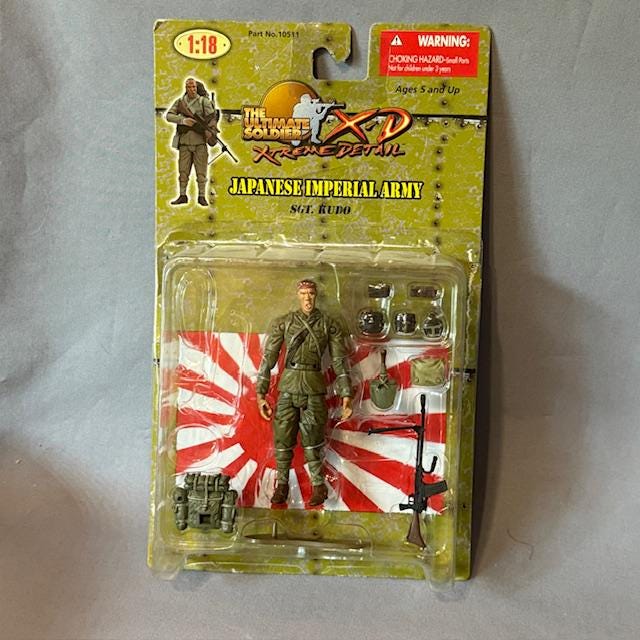 1:18
Part No.10511
WARNING:
CHOKING HAZARD-Small Parts
Not for children under 3 years
Ages 5 and Up
THE
ULTIMATE
SOLDIER
XD
XTREME DETAIL
JAPANESE IMPERIAL ARMY
SGT. KUDO